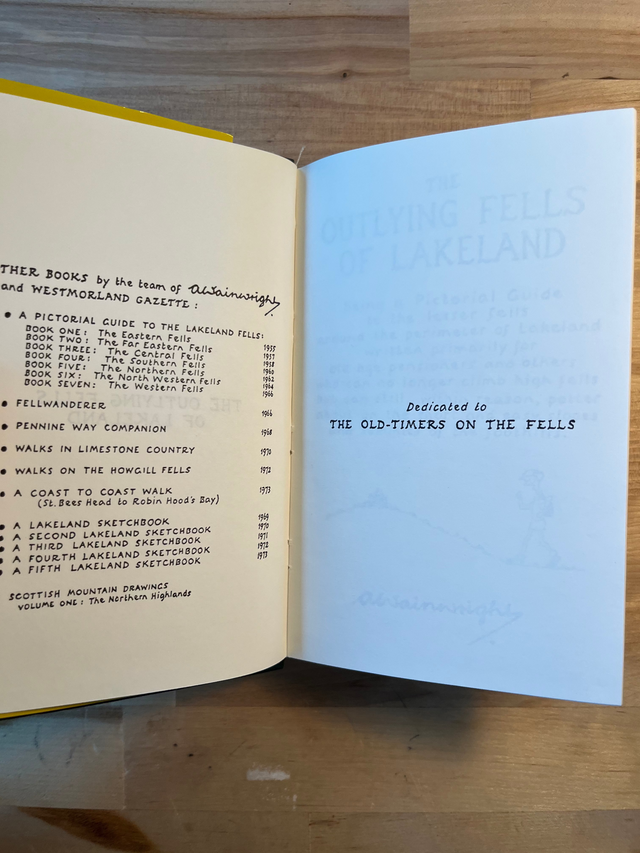 THER BOOKS by the team of AWainwright
and WESTMORLAND GAZETTE :
• A PICTORIAL GUIDE TO THE LAKELAND FELLS:
BOOK ONE: The Eastern Fells 1955
BOOK TWO: The Far Eastern Fells 1957
BOOK THREE: The Central Fells 1958
BOOK FOUR: The Southern Fells 1960
BOOK FIVE: The Northern Fells 1962
BOOK SIX: The North Western Fells 1964
BOOK SEVEN: The Western Fells 1966
• FELLWANDERER 1966
• PENNINE WAY COMPANION 1968
• WALKS IN LIMESTONE COUNTRY 1970
• WALKS ON THE HOWGILL FELLS 1972
• A COAST TO COAST WALK 1973
(St. Bees Head to Robin Hood's Bay)
• A LAKELAND SKETCHBOOK 1969
• A SECOND LAKELAND SKETCHBOOK 1970
• A THIRD LAKELAND SKETCHBOOK 1971
• A FOURTH LAKELAND SKETCHBOOK 1972
• A FIFTH LAKELAND SKETCHBOOK 1973
SCOTTISH MOUNTAIN DRAWINGS
VOLUME ONE: The Northern Highlands
THE
OUTLYING FELLS
OF LAKELAND
Dedicated to
THE OLD-TIMERS ON THE FELLS
AWainwright